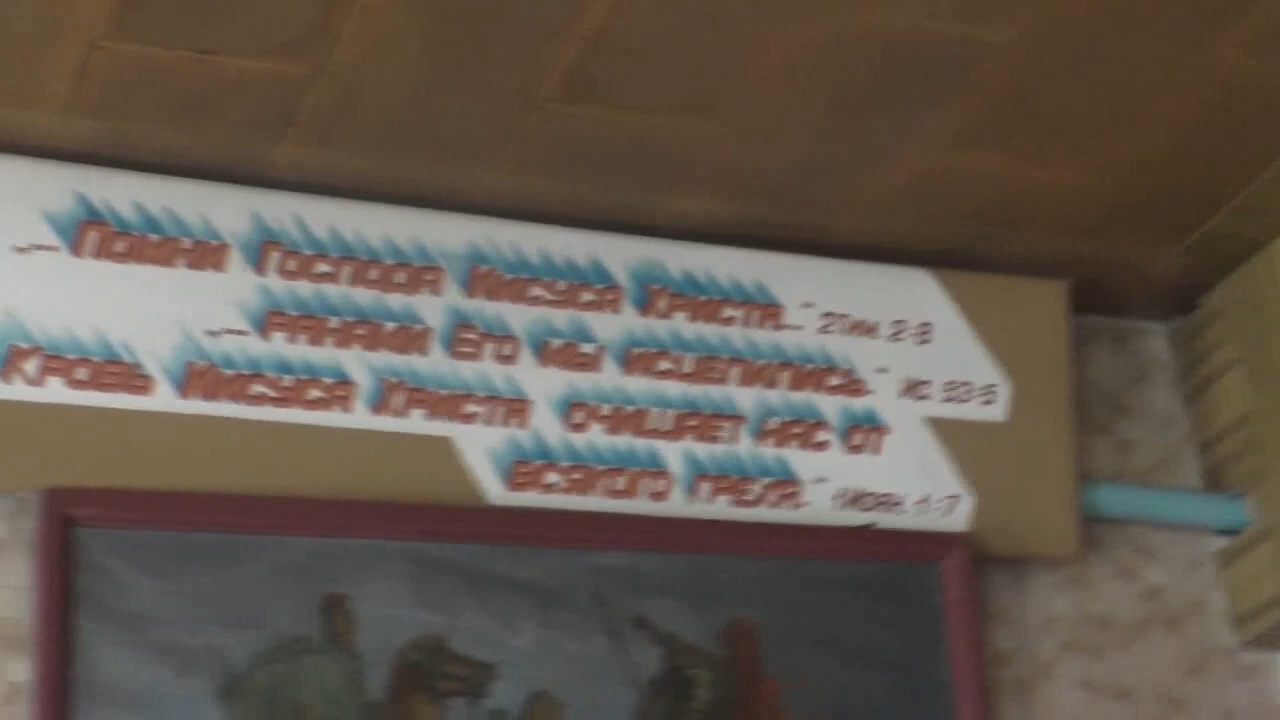 „...Помни Господа Иисуса Христа..." 2Тим. 2-8
„...ранами Его мы исцелились." Ис 53-5
Кровь Иисуса Христа очищает нас от
всякого греха." 1Иоан. 1-7